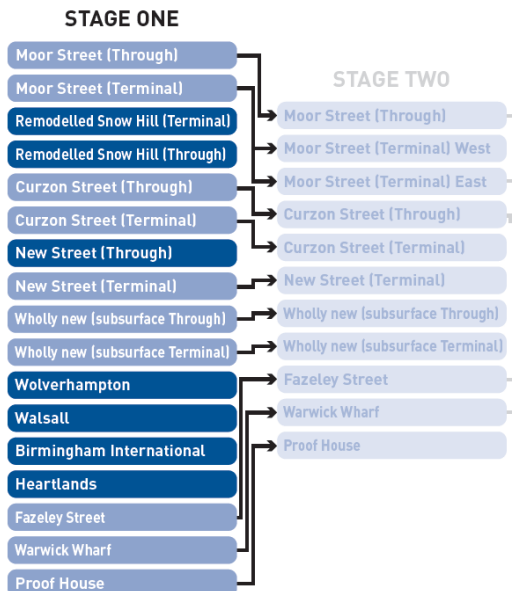 STAGE ONE
Moor Street (Through)
Moor Street (Terminal)
Remodelled Snow Hill (Terminal)
Remodelled Snow Hill (Through)
Curzon Street (Through)
Curzon Street (Terminal)
New Street (Through)
New Street (Terminal)
Wholly new (subsurface Through)
Wholly new (subsurface Terminal)
Wolverhampton
Walsall
Birmingham International
Heartlands
Fazeley Street
Warwick Wharf
Proof House
STAGE TWO
Moor Street (Through)
Moor Street (Terminal) West
Moor Street (Terminal) East
Curzon Street (Through)
Curzon Street (Terminal)
New Street (Terminal)
Wholly new (subsurface Through)
Wholly new (subsurface Terminal)
Fazeley Street
Warwick Wharf
Proof House